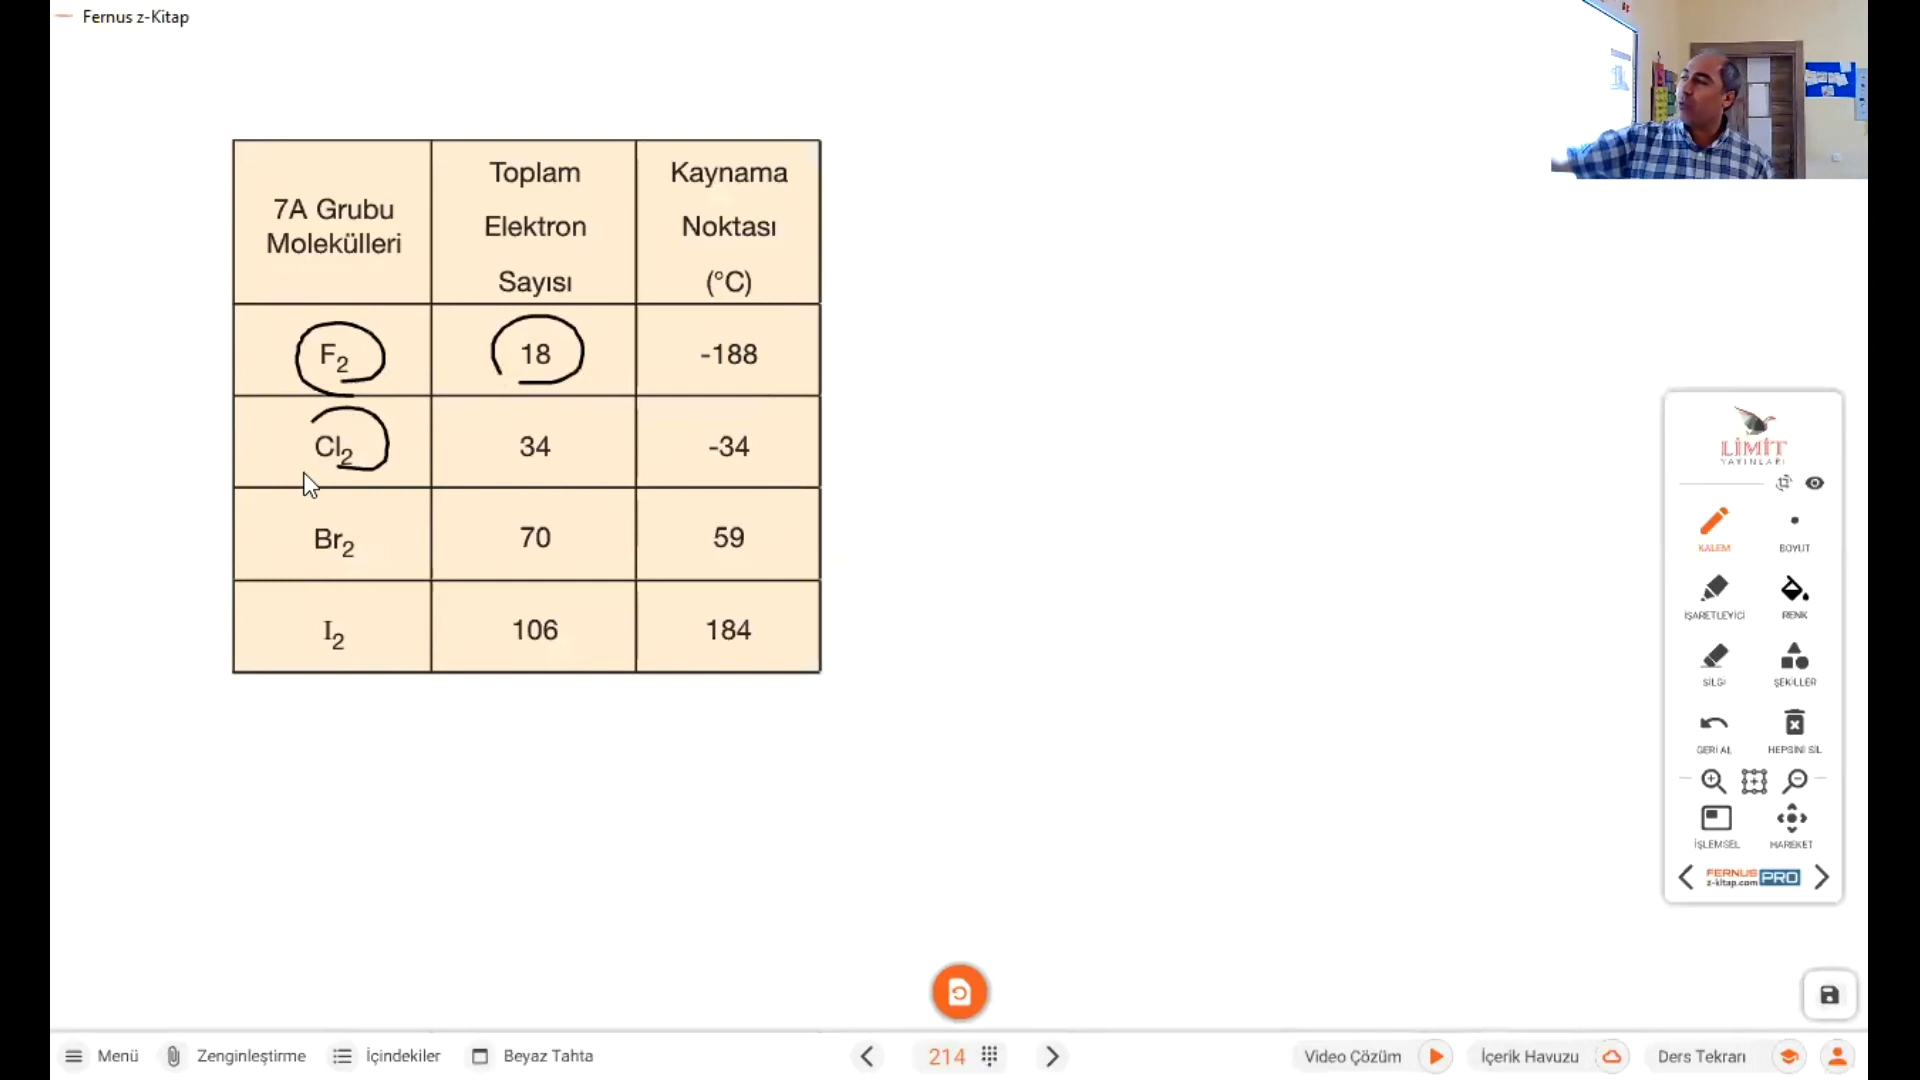 Fernus z-Kitap
7A Grubu
Molekülleri
Toplam
Elektron
Sayısı
Kaynama
Noktası
(°C)
F₂ 18 -188
Cl₂ 34 -34
Br₂ 70 59
I₂ 106 184
LİMİT
YAYINLARI
KALEM BOYUT
İŞARETLEYİCİ RENK
SİLGİ ŞEKİLLER
GERİ AL HEPSİNİ SİL
İŞLEMSEL HAREKET
FERNUS
z-kitap.com PRO
Menü Zenginleştirme İçindekiler Beyaz Tahta 214 Video Çözüm İçerik Havuzu Ders Tekrarı